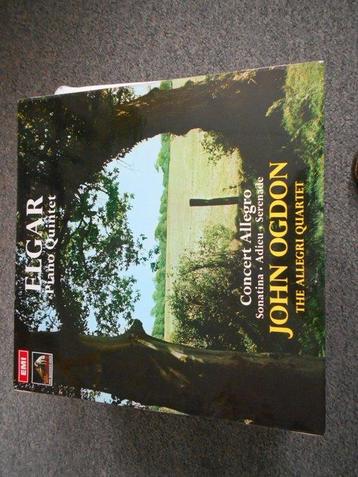 ELGAR
Piano Quintet
Concert Allegro
Sonatina • Adieu • Serenade
JOHN OGDON
THE ALLEGRI QUARTET
EMI